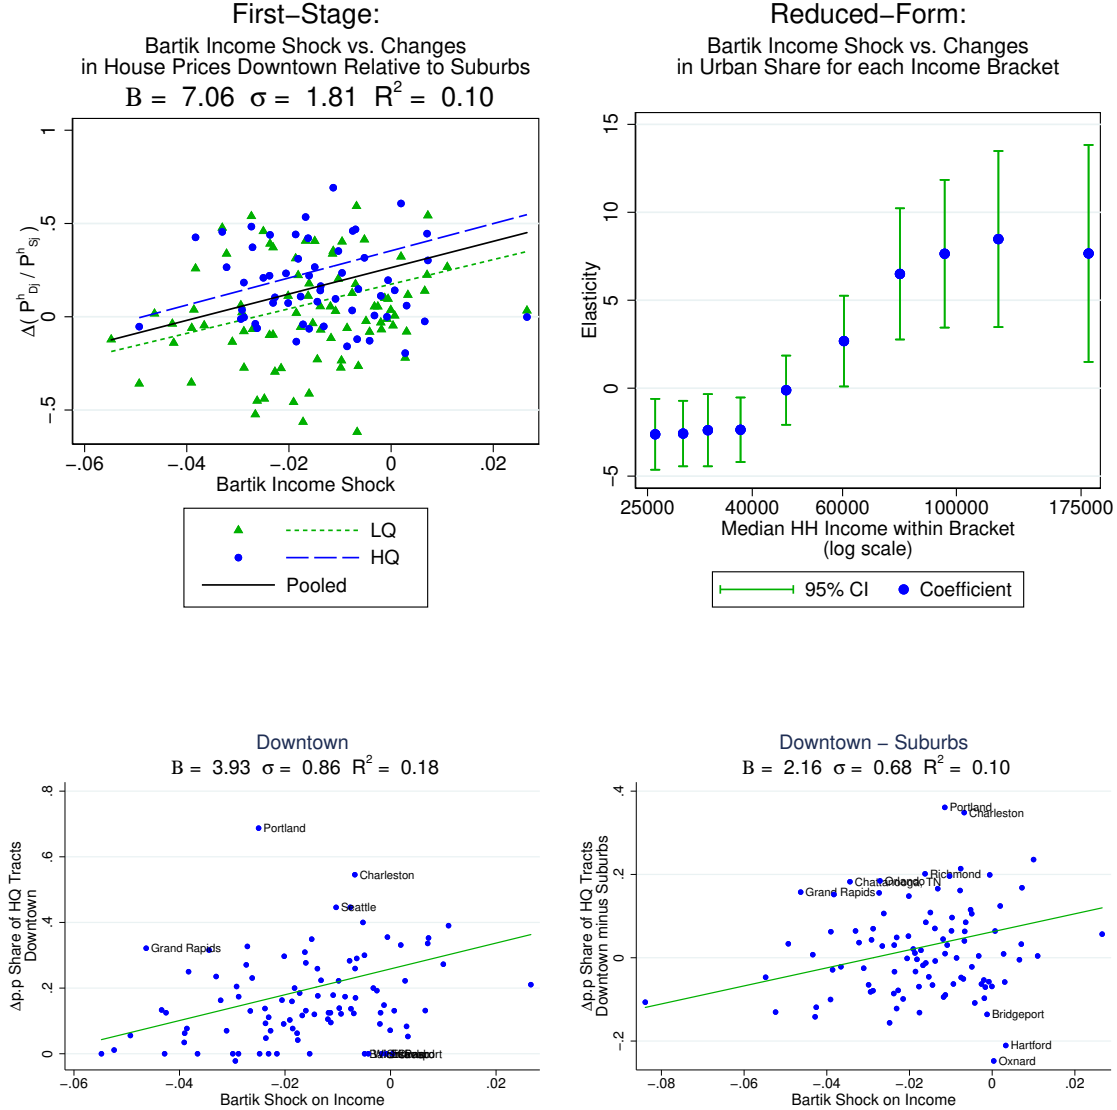 First−Stage:
Bartik Income Shock vs. Changes
in House Prices Downtown Relative to Suburbs
B = 7.06 σ = 1.81 R² = 0.10
Δ( P^h_Dj / P^h_Sj )
1
.5
0
−.5
−.06 −.04 −.02 0 .02
Bartik Income Shock
LQ
HQ
Pooled
Reduced−Form:
Bartik Income Shock vs. Changes
in Urban Share for each Income Bracket
Elasticity
15
10
5
0
−5
25000 40000 60000 100000 175000
Median HH Income within Bracket
(log scale)
95% CI Coefficient
Downtown
B = 3.93 σ = 0.86 R² = 0.18
Δp.p Share of HQ Tracts
Downtown
.8
.6
.4
.2
0
Portland
Charleston
Seattle
Grand Rapids
−.06 −.04 −.02 0 .02
Bartik Shock on Income
Downtown − Suburbs
B = 2.16 σ = 0.68 R² = 0.10
Δp.p Share of HQ Tracts
Downtown minus Suburbs
.4
.2
0
−.2
Portland
Charleston
Richmond
Orlando
Chattanooga, TN
Grand Rapids
Bridgeport
Hartford
Oxnard
−.08 −.06 −.04 −.02 0 .02
Bartik Shock on Income